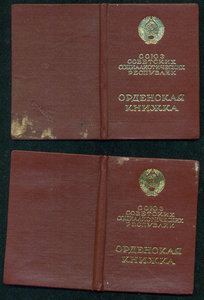 СОЮЗ
СОВЕТСКИХ
СОЦИАЛИСТИЧЕСКИХ
РЕСПУБЛИК
ОРДЕНСКАЯ
КНИЖКА
СОЮЗ
СОВЕТСКИХ
СОЦИАЛИСТИЧЕСКИХ
РЕСПУБЛИК
ОРДЕНСКАЯ
КНИЖКА